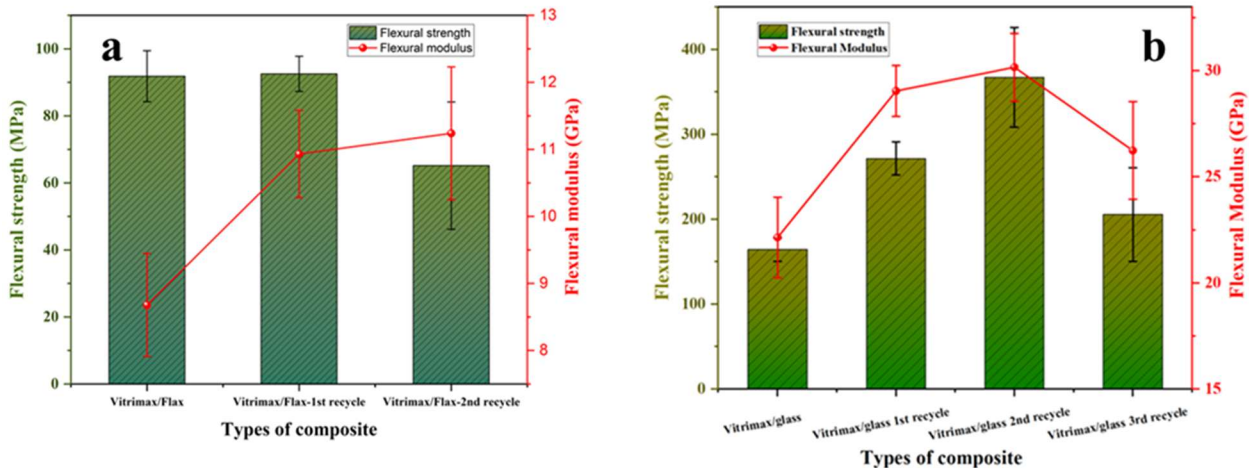 a
Flexural strength
Flexural modulus
Flexural strength (MPa)
100
80
60
40
20
0
13
12
11
10
9
8
Flexural modulus (GPa)
Vitrimax/Flax
Vitrimax/Flax-1st recycle
Vitrimax/Flax-2nd recycle
Types of composite
b
Flexural strength
Flexural Modulus
Flexural strength (MPa)
400
300
200
100
0
30
25
20
15
Flexural Modulus (GPa)
Vitrimax/glass
Vitrimax/glass 1st recycle
Vitrimax/glass 2nd recycle
Vitrimax/glass 3rd recycle
Types of composite